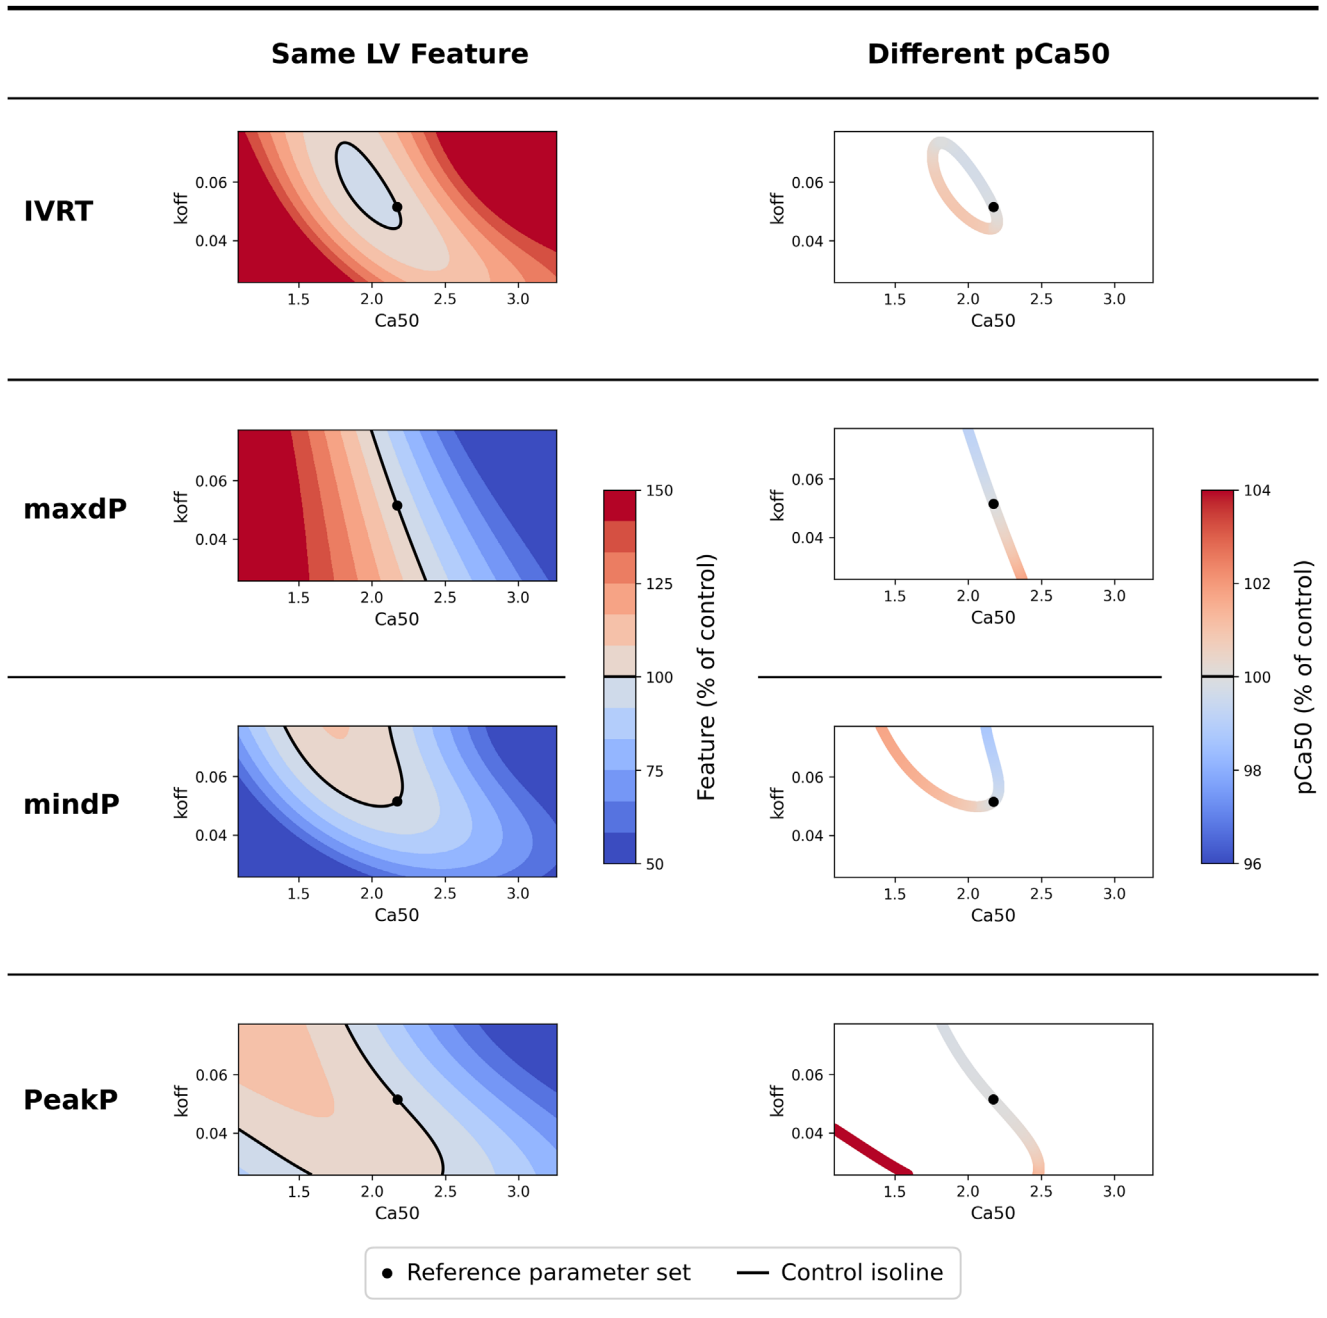 Same LV Feature
Different pCa50
IVRT
koff
0.06
0.04
1.5 2.0 2.5 3.0
Ca50
koff
0.06
0.04
1.5 2.0 2.5 3.0
Ca50
maxdP
koff
0.06
0.04
1.5 2.0 2.5 3.0
Ca50
koff
0.06
0.04
1.5 2.0 2.5 3.0
Ca50
mindP
koff
0.06
0.04
1.5 2.0 2.5 3.0
Ca50
koff
0.06
0.04
1.5 2.0 2.5 3.0
Ca50
150
125
100
75
50
Feature (% of control)
104
102
100
98
96
pCa50 (% of control)
PeakP
koff
0.06
0.04
1.5 2.0 2.5 3.0
Ca50
koff
0.06
0.04
1.5 2.0 2.5 3.0
Ca50
Reference parameter set
Control isoline